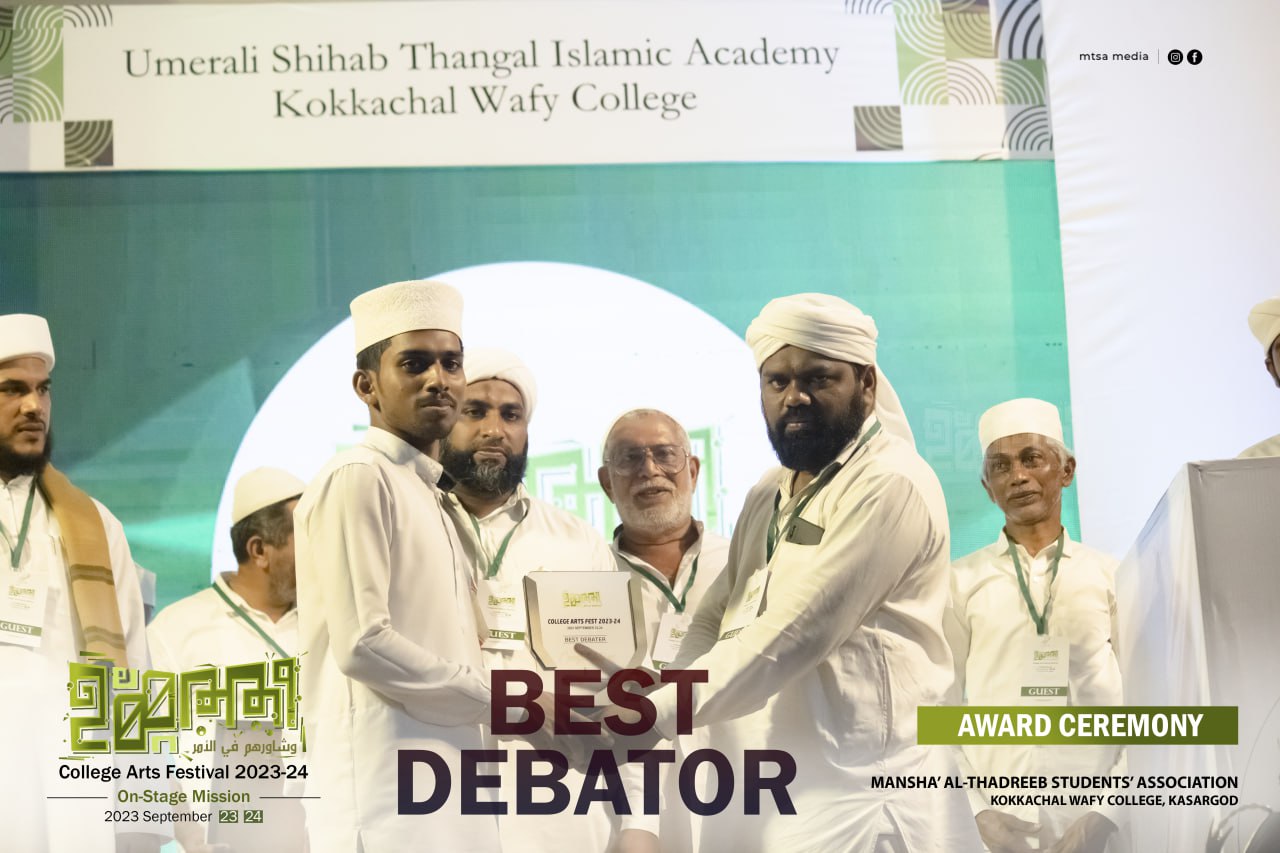 Umerali Shihab Thangal Islamic Academy
Kokkachal Wafy College
mtsa media
GUEST
GUEST
COLLEGE ARTS FEST 2023-24
BEST DEBATER
GUEST
وشاورهم في الأمر
College Arts Festival 2023-24
On-Stage Mission
2023 September 23 24
BEST
DEBATOR
AWARD CEREMONY
MANSHA' AL-THADREEB STUDENTS' ASSOCIATION
KOKKACHAL WAFY COLLEGE, KASARGOD